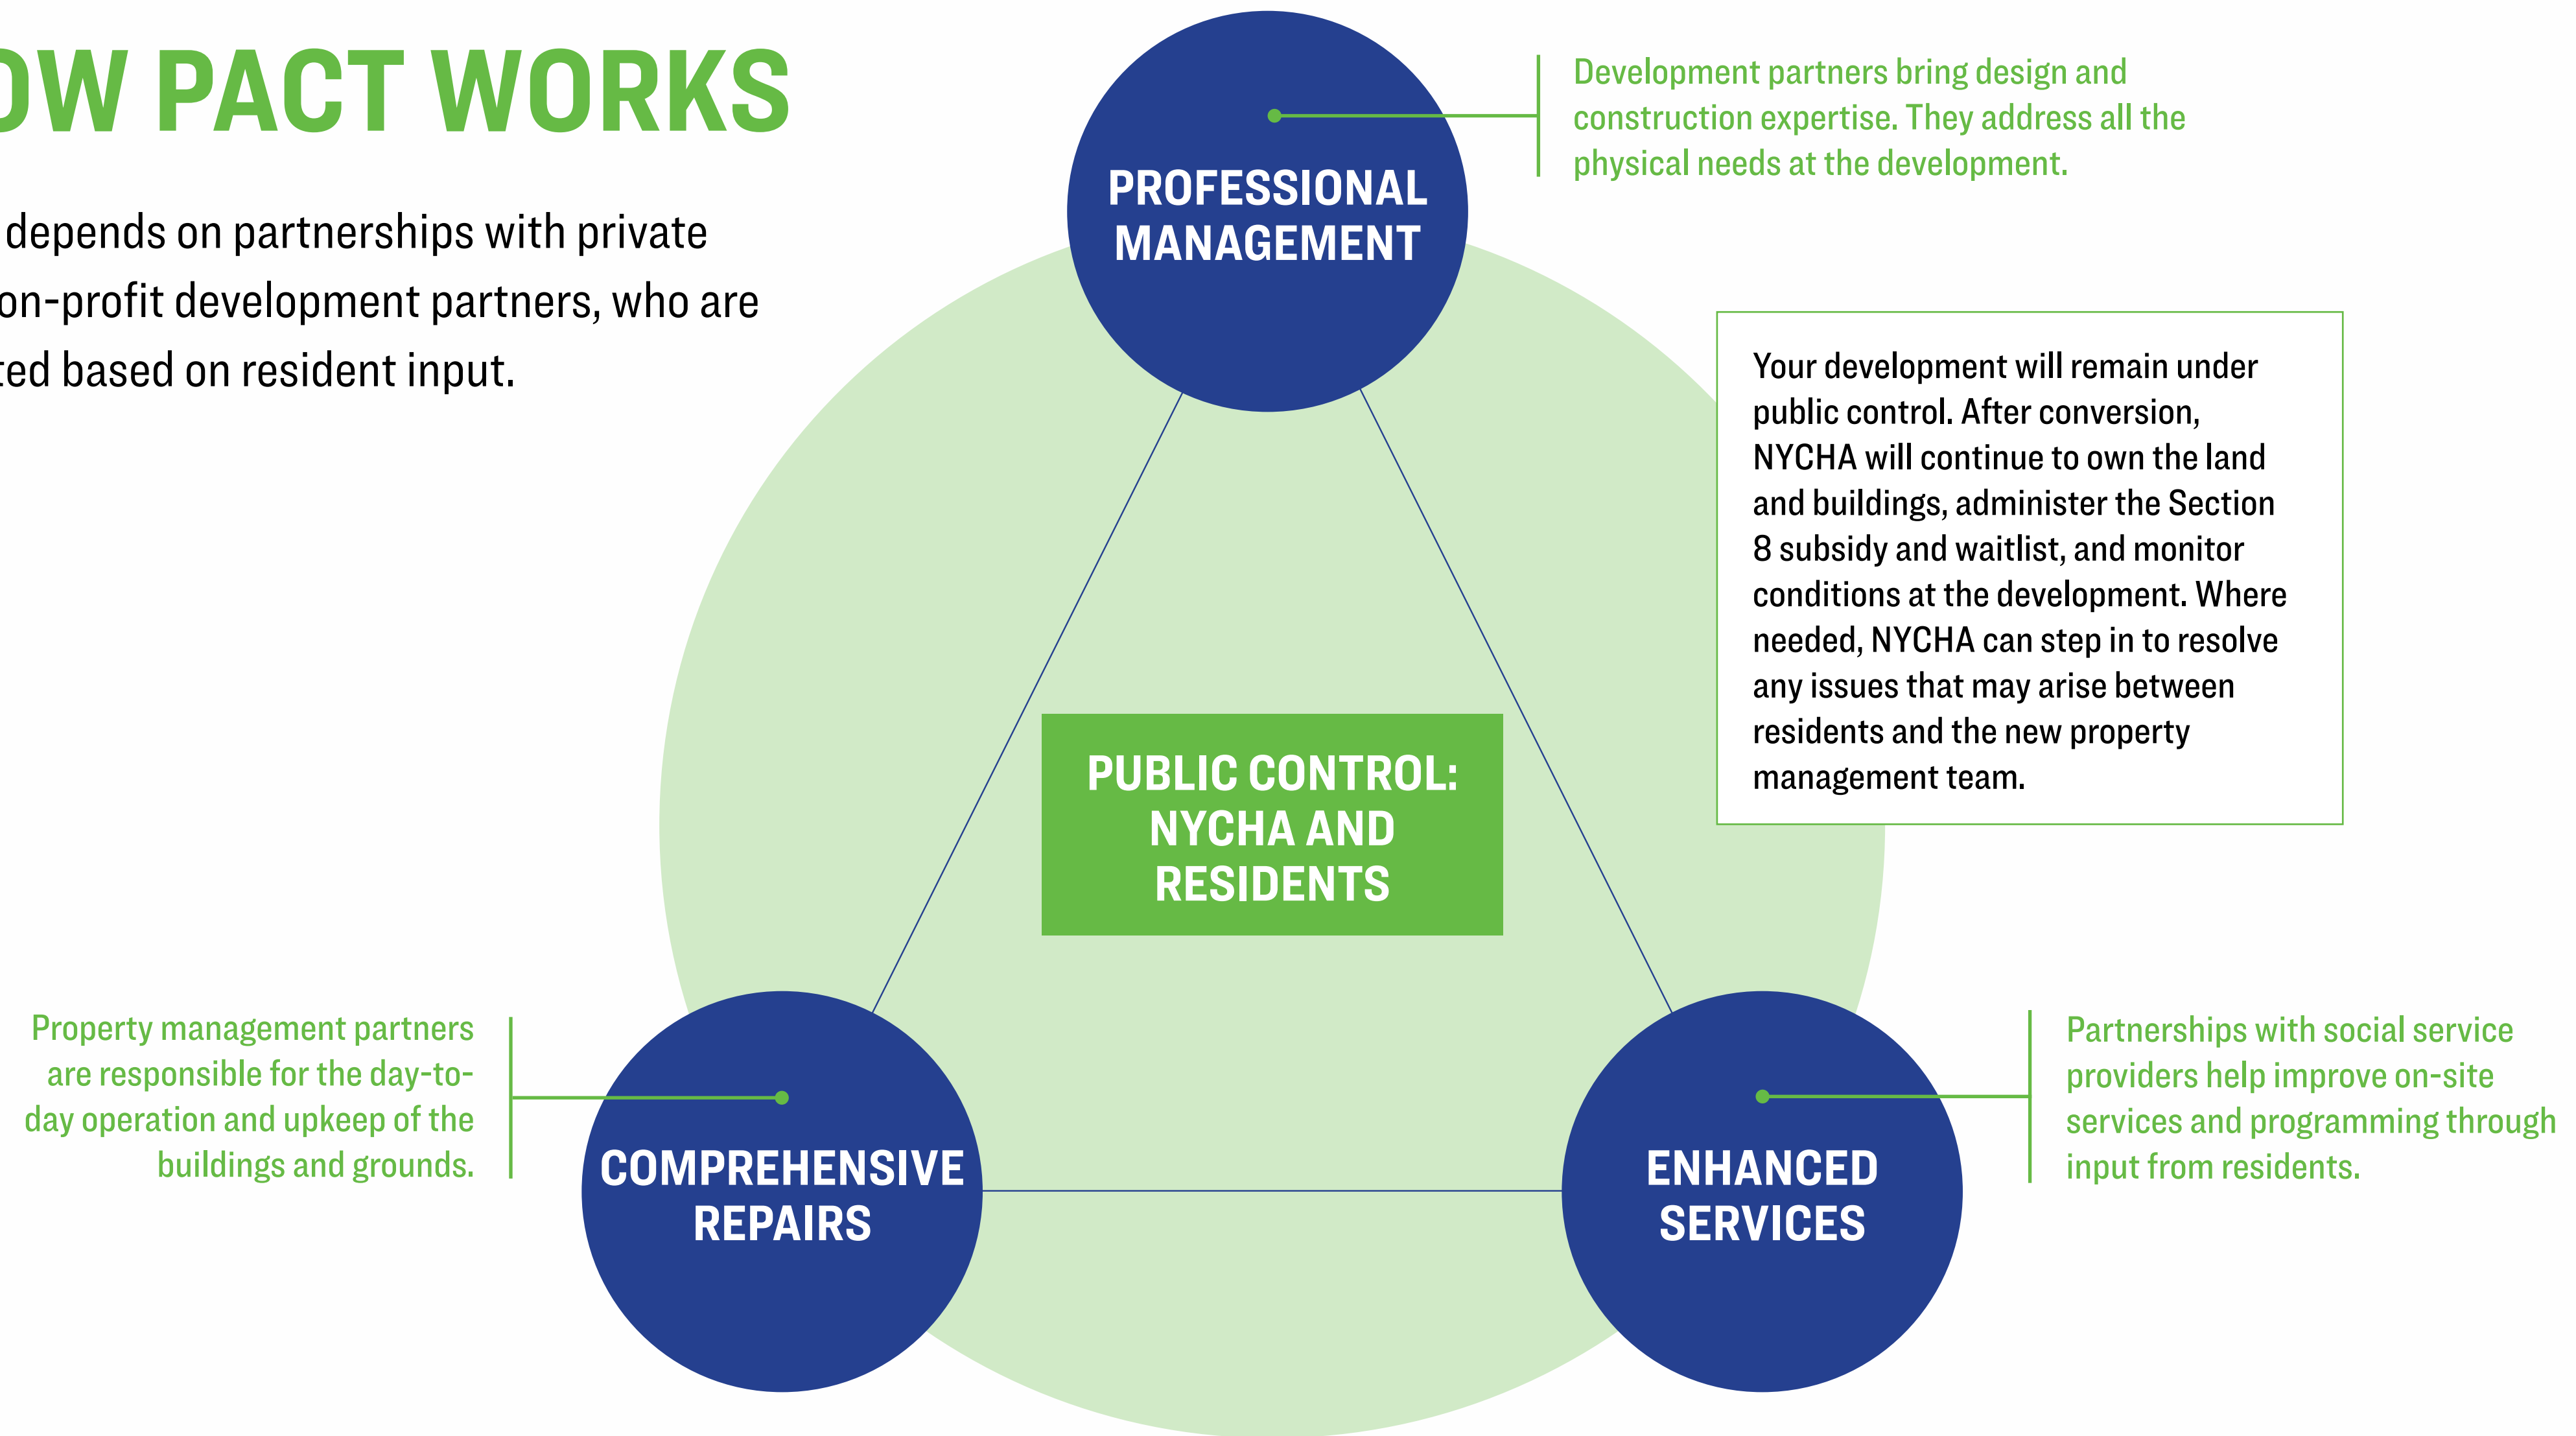 OW PACT WORKS
depends on partnerships with private
on-profit development partners, who are
ted based on resident input.
PROFESSIONAL
MANAGEMENT
Development partners bring design and
construction expertise. They address all the
physical needs at the development.
Your development will remain under
public control. After conversion,
NYCHA will continue to own the land
and buildings, administer the Section
8 subsidy and waitlist, and monitor
conditions at the development. Where
needed, NYCHA can step in to resolve
any issues that may arise between
residents and the new property
management team.
PUBLIC CONTROL:
NYCHA AND
RESIDENTS
Property management partners
are responsible for the day-to-
day operation and upkeep of the
buildings and grounds.
COMPREHENSIVE
REPAIRS
ENHANCED
SERVICES
Partnerships with social service
providers help improve on-site
services and programming through
input from residents.